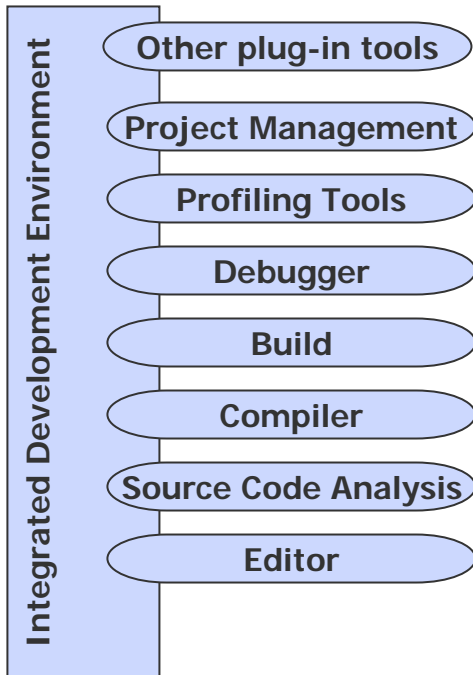 Integrated Development Environment
Other plug-in tools
Project Management
Profiling Tools
Debugger
Build
Compiler
Source Code Analysis
Editor